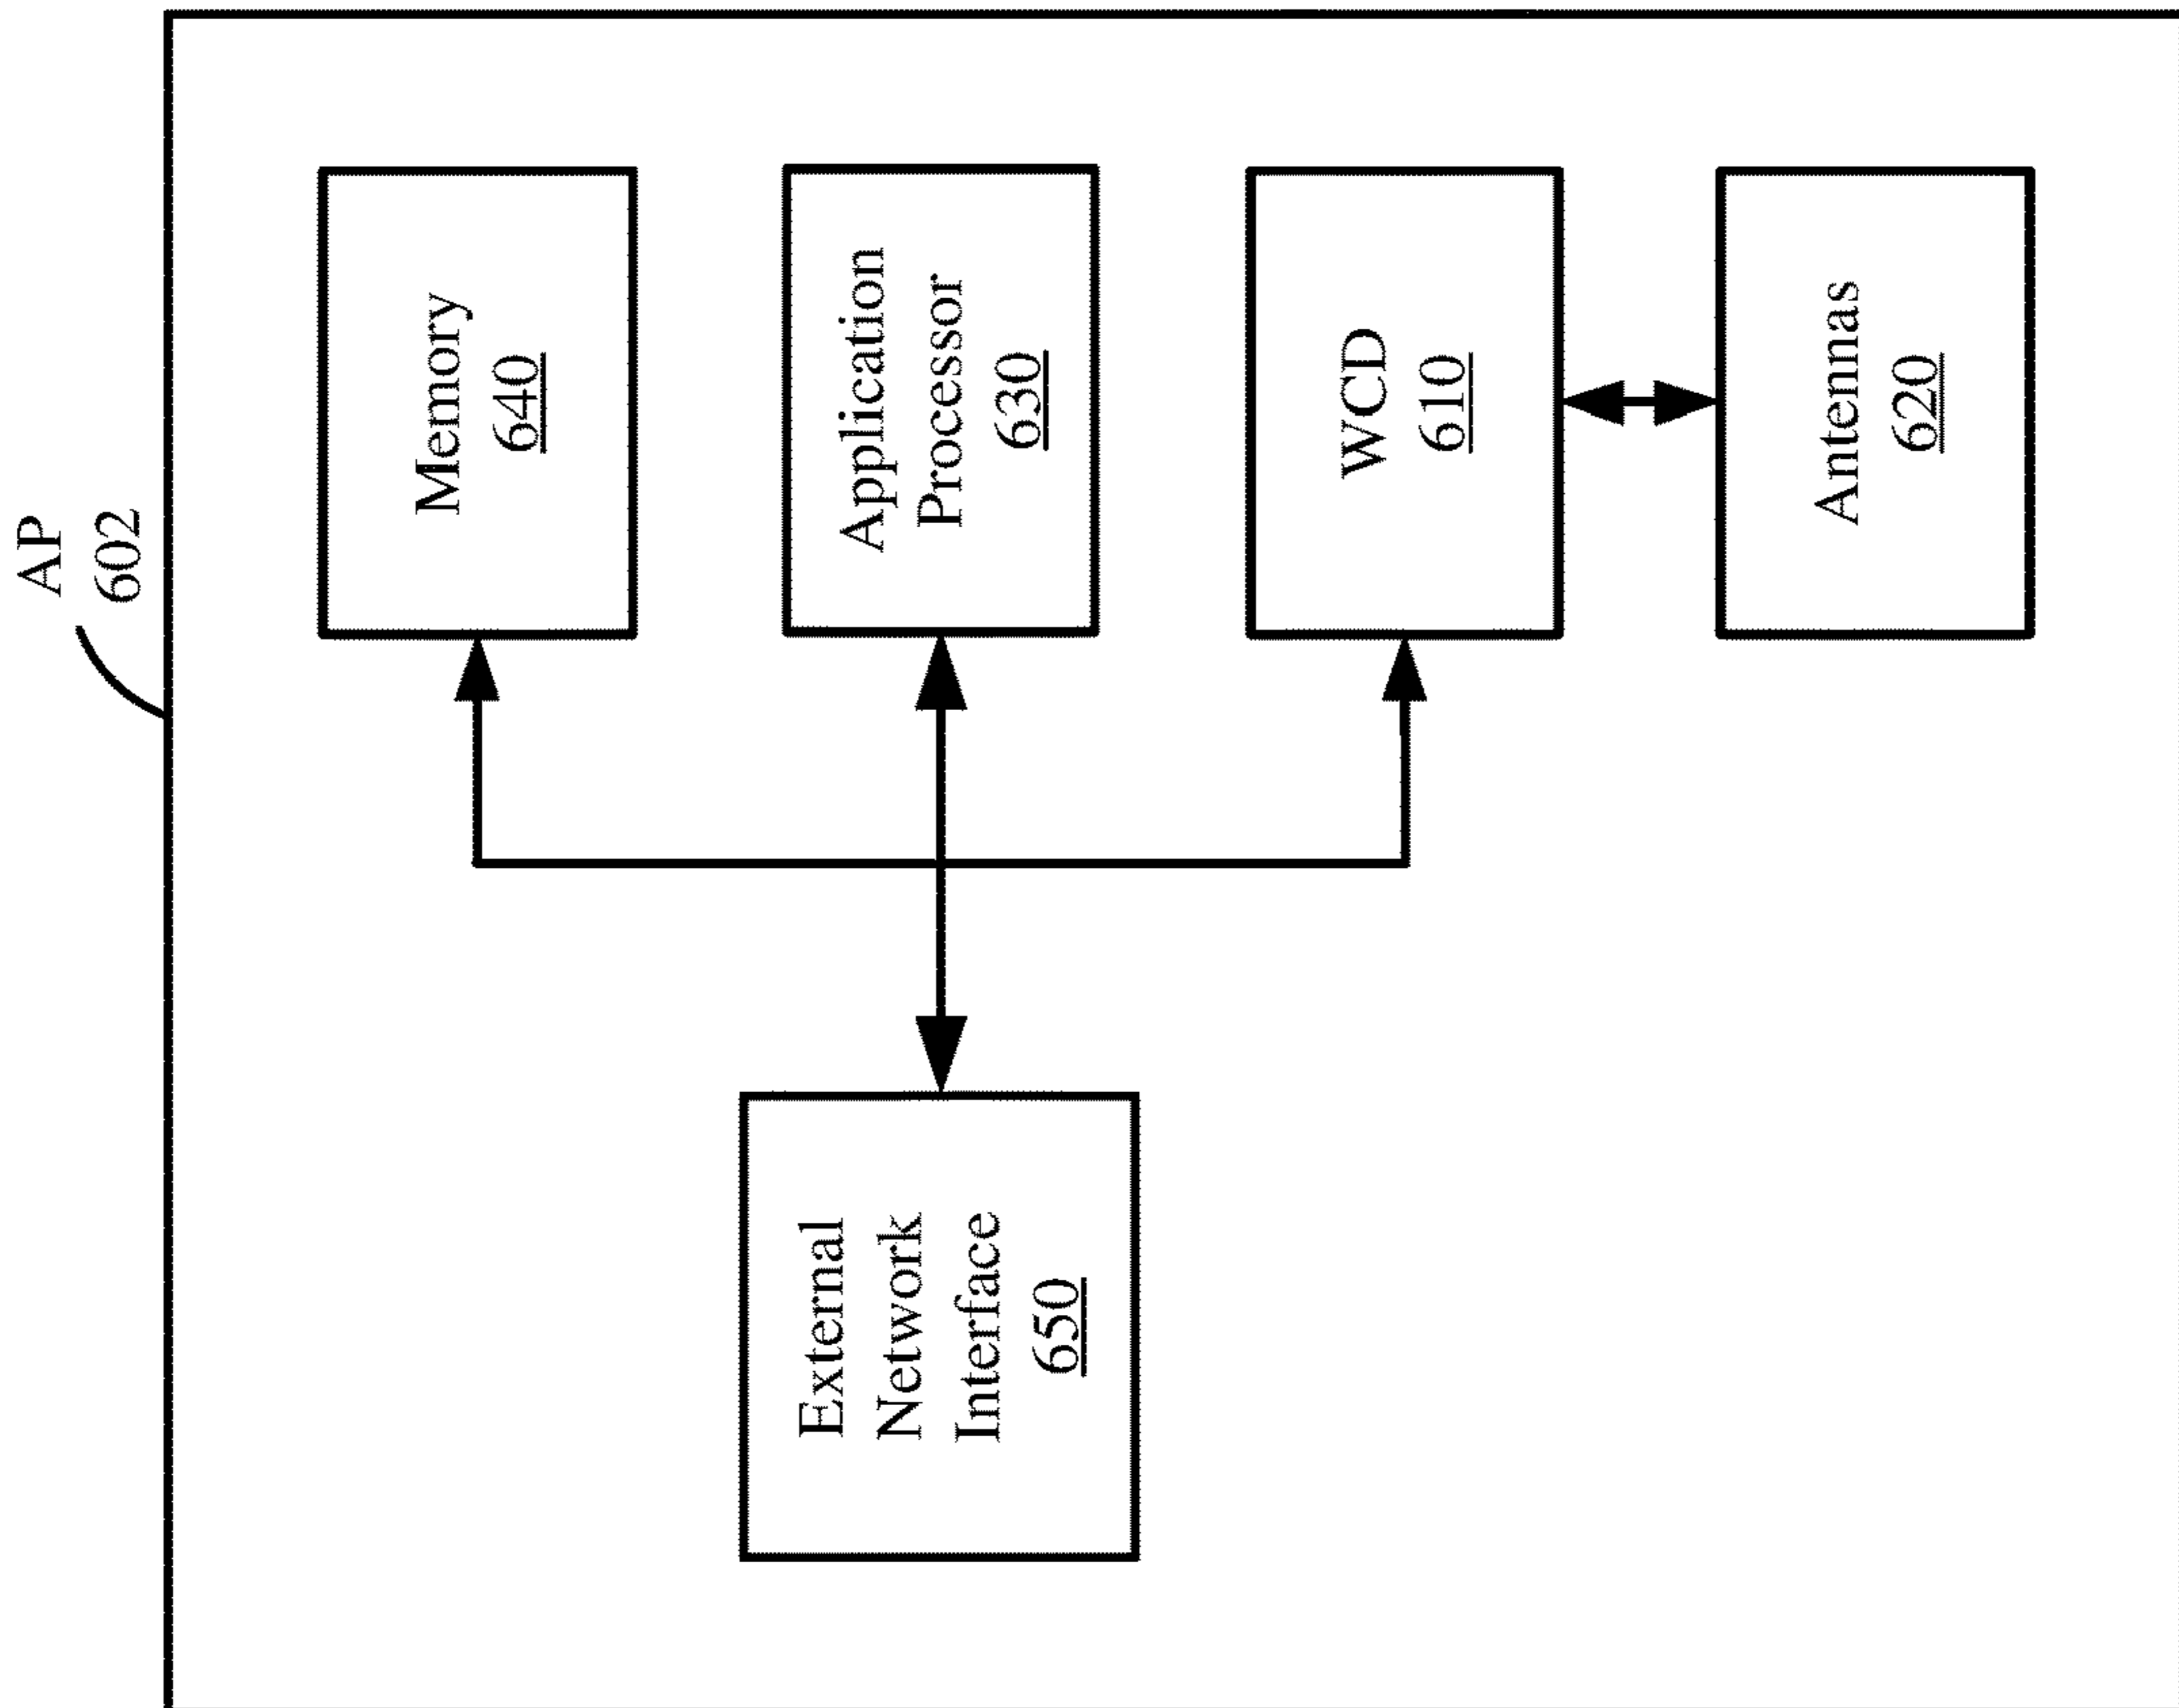 AP
602
Memory
640
Application
Processor
630
WCD
610
Antennas
620
External
Network
Interface
650